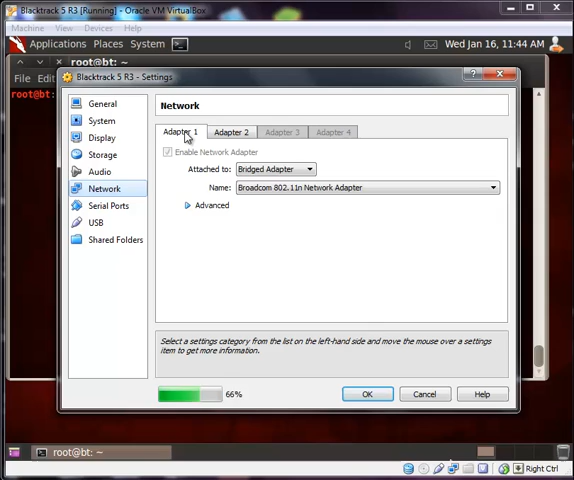 Blacktrack 5 R3 [Running] - Oracle VM VirtualBox
Machine View Devices Help
Applications Places System Wed Jan 16, 11:44 AM
root@bt: ~
File Edi
root@bt:
Blacktrack 5 R3 - Settings
General
System
Display
Storage
Audio
Network
Serial Ports
USB
Shared Folders
Network
Adapter 1 Adapter 2 Adapter 3 Adapter 4
Enable Network Adapter
Attached to: Bridged Adapter
Name: Broadcom 802.11n Network Adapter
Advanced
Select a settings category from the list on the left-hand side and move the mouse over a settings
item to get more information.
66% OK Cancel Help
root@bt: ~
Right Ctrl